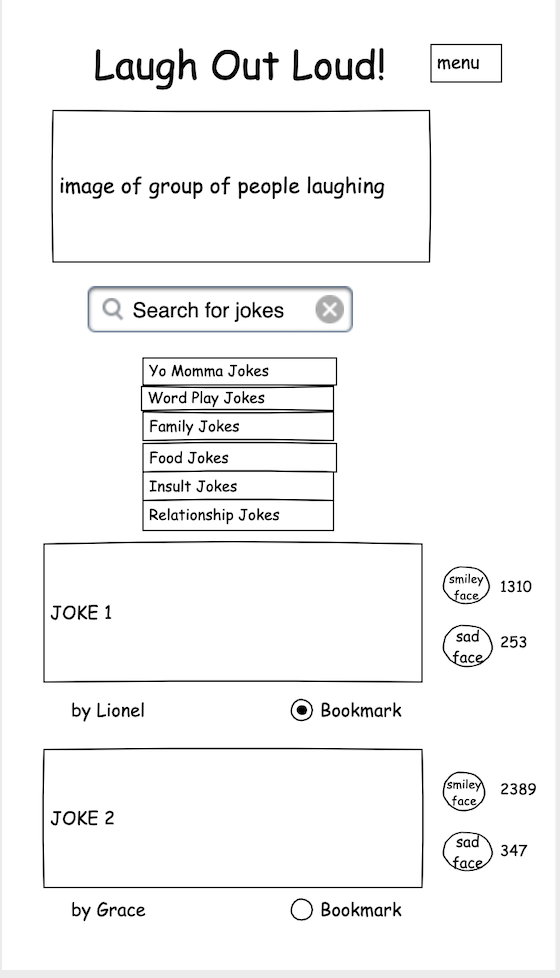 Laugh Out Loud!
menu
image of group of people laughing
Search for jokes
Yo Momma Jokes
Word Play Jokes
Family Jokes
Food Jokes
Insult Jokes
Relationship Jokes
JOKE 1
smiley
face
1310
sad
face
253
by Lionel
Bookmark
JOKE 2
smiley
face
2389
sad
face
347
by Grace
Bookmark